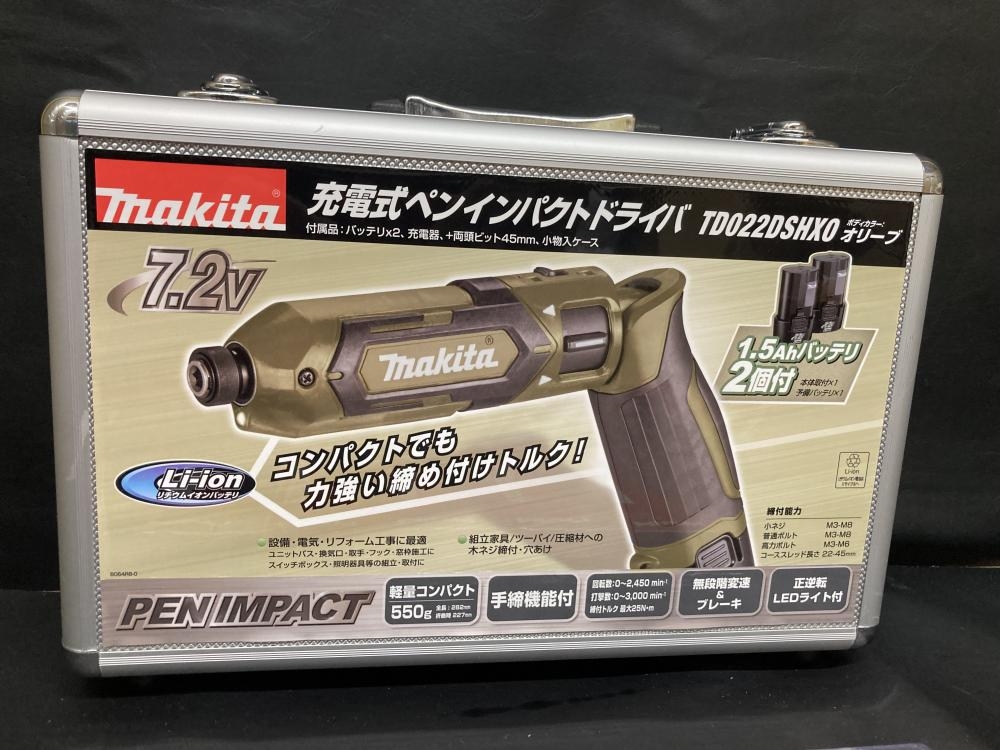 makita®
充電式ペンインパクトドライバ TD022DSHXO ボディカラー:オリーブ
付属品:バッテリx2、充電器、+両頭ビット45mm、小物入ケース
7.2V
makita®
1.5Ahバッテリ
2個付
本体取付×1
予備バッテリ×1
コンパクトでも
力強い締め付けトルク!
Li-ion
リチウムイオンバッテリ
Li-ion
●設備・電気・リフォーム工事に最適
ユニットバス・換気口・取手・フック・窓枠施工に
スイッチボックス・照明器具等の組立・取付に
●組立家具/ツーバイ/圧縮材への
木ネジ締付・穴あけ
締付能力
小ネジ M3-M8
普通ボルト M3-M8
高力ボルト M3-M6
コーススレッド長さ 22-45mm
PEN IMPACT
軽量コンパクト
550g 全長:282mm
折曲時 227mm
手締機能付
回転数:0~2,450 min-1
打撃数:0~3,000 min-1
締付トルク 最大25N・m
無段階変速
&
ブレーキ
正逆転
LEDライト付